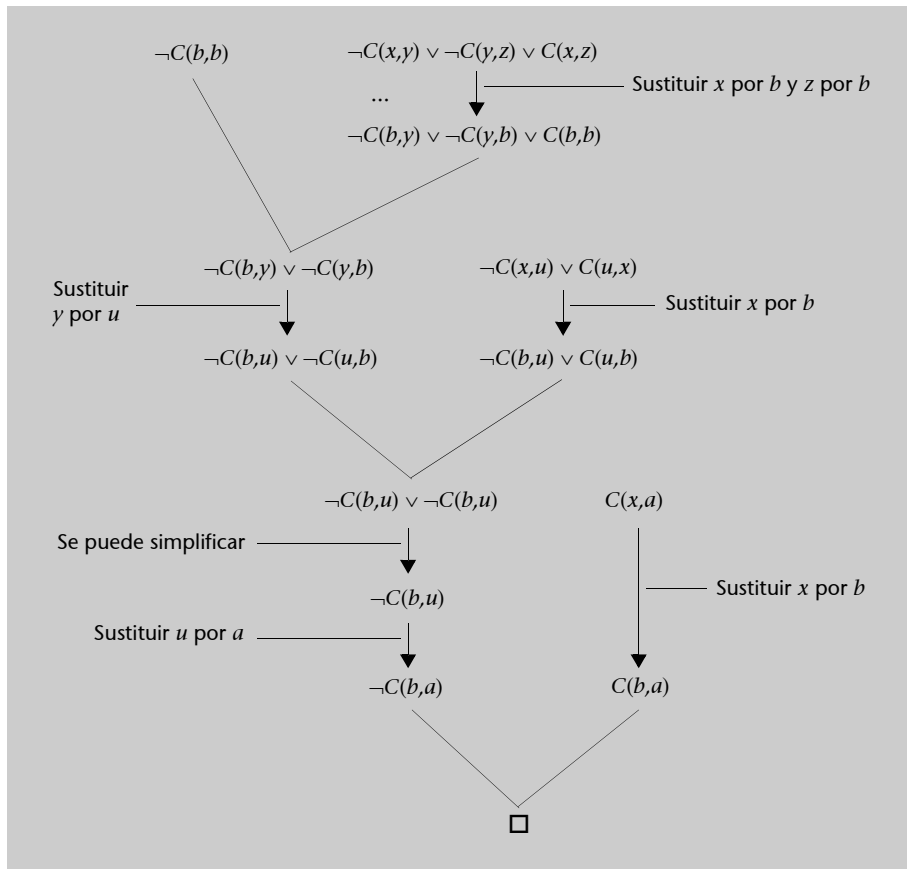 ¬C(b,b)
¬C(x,y) ∨ ¬C(y,z) ∨ C(x,z)
Sustituir x por b y z por b
...
¬C(b,y) ∨ ¬C(y,b) ∨ C(b,b)
¬C(b,y) ∨ ¬C(y,b)
¬C(x,u) ∨ C(u,x)
Sustituir
y por u
Sustituir x por b
¬C(b,u) ∨ ¬C(u,b)
¬C(b,u) ∨ C(u,b)
¬C(b,u) ∨ ¬C(b,u)
C(x,a)
Se puede simplificar
¬C(b,u)
Sustituir x por b
Sustituir u por a
¬C(b,a)
C(b,a)